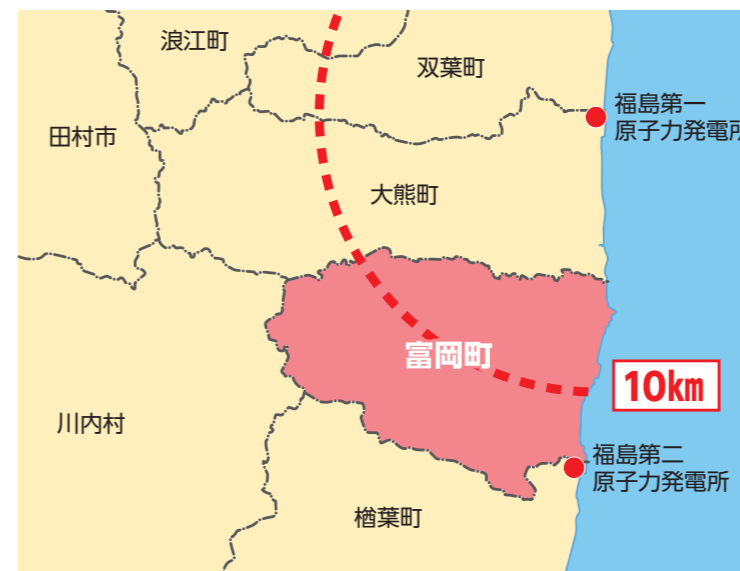 浪江町
双葉町
福島第一
原子力発電所
田村市
大熊町
富岡町
10km
川内村
福島第二
原子力発電所
楢葉町